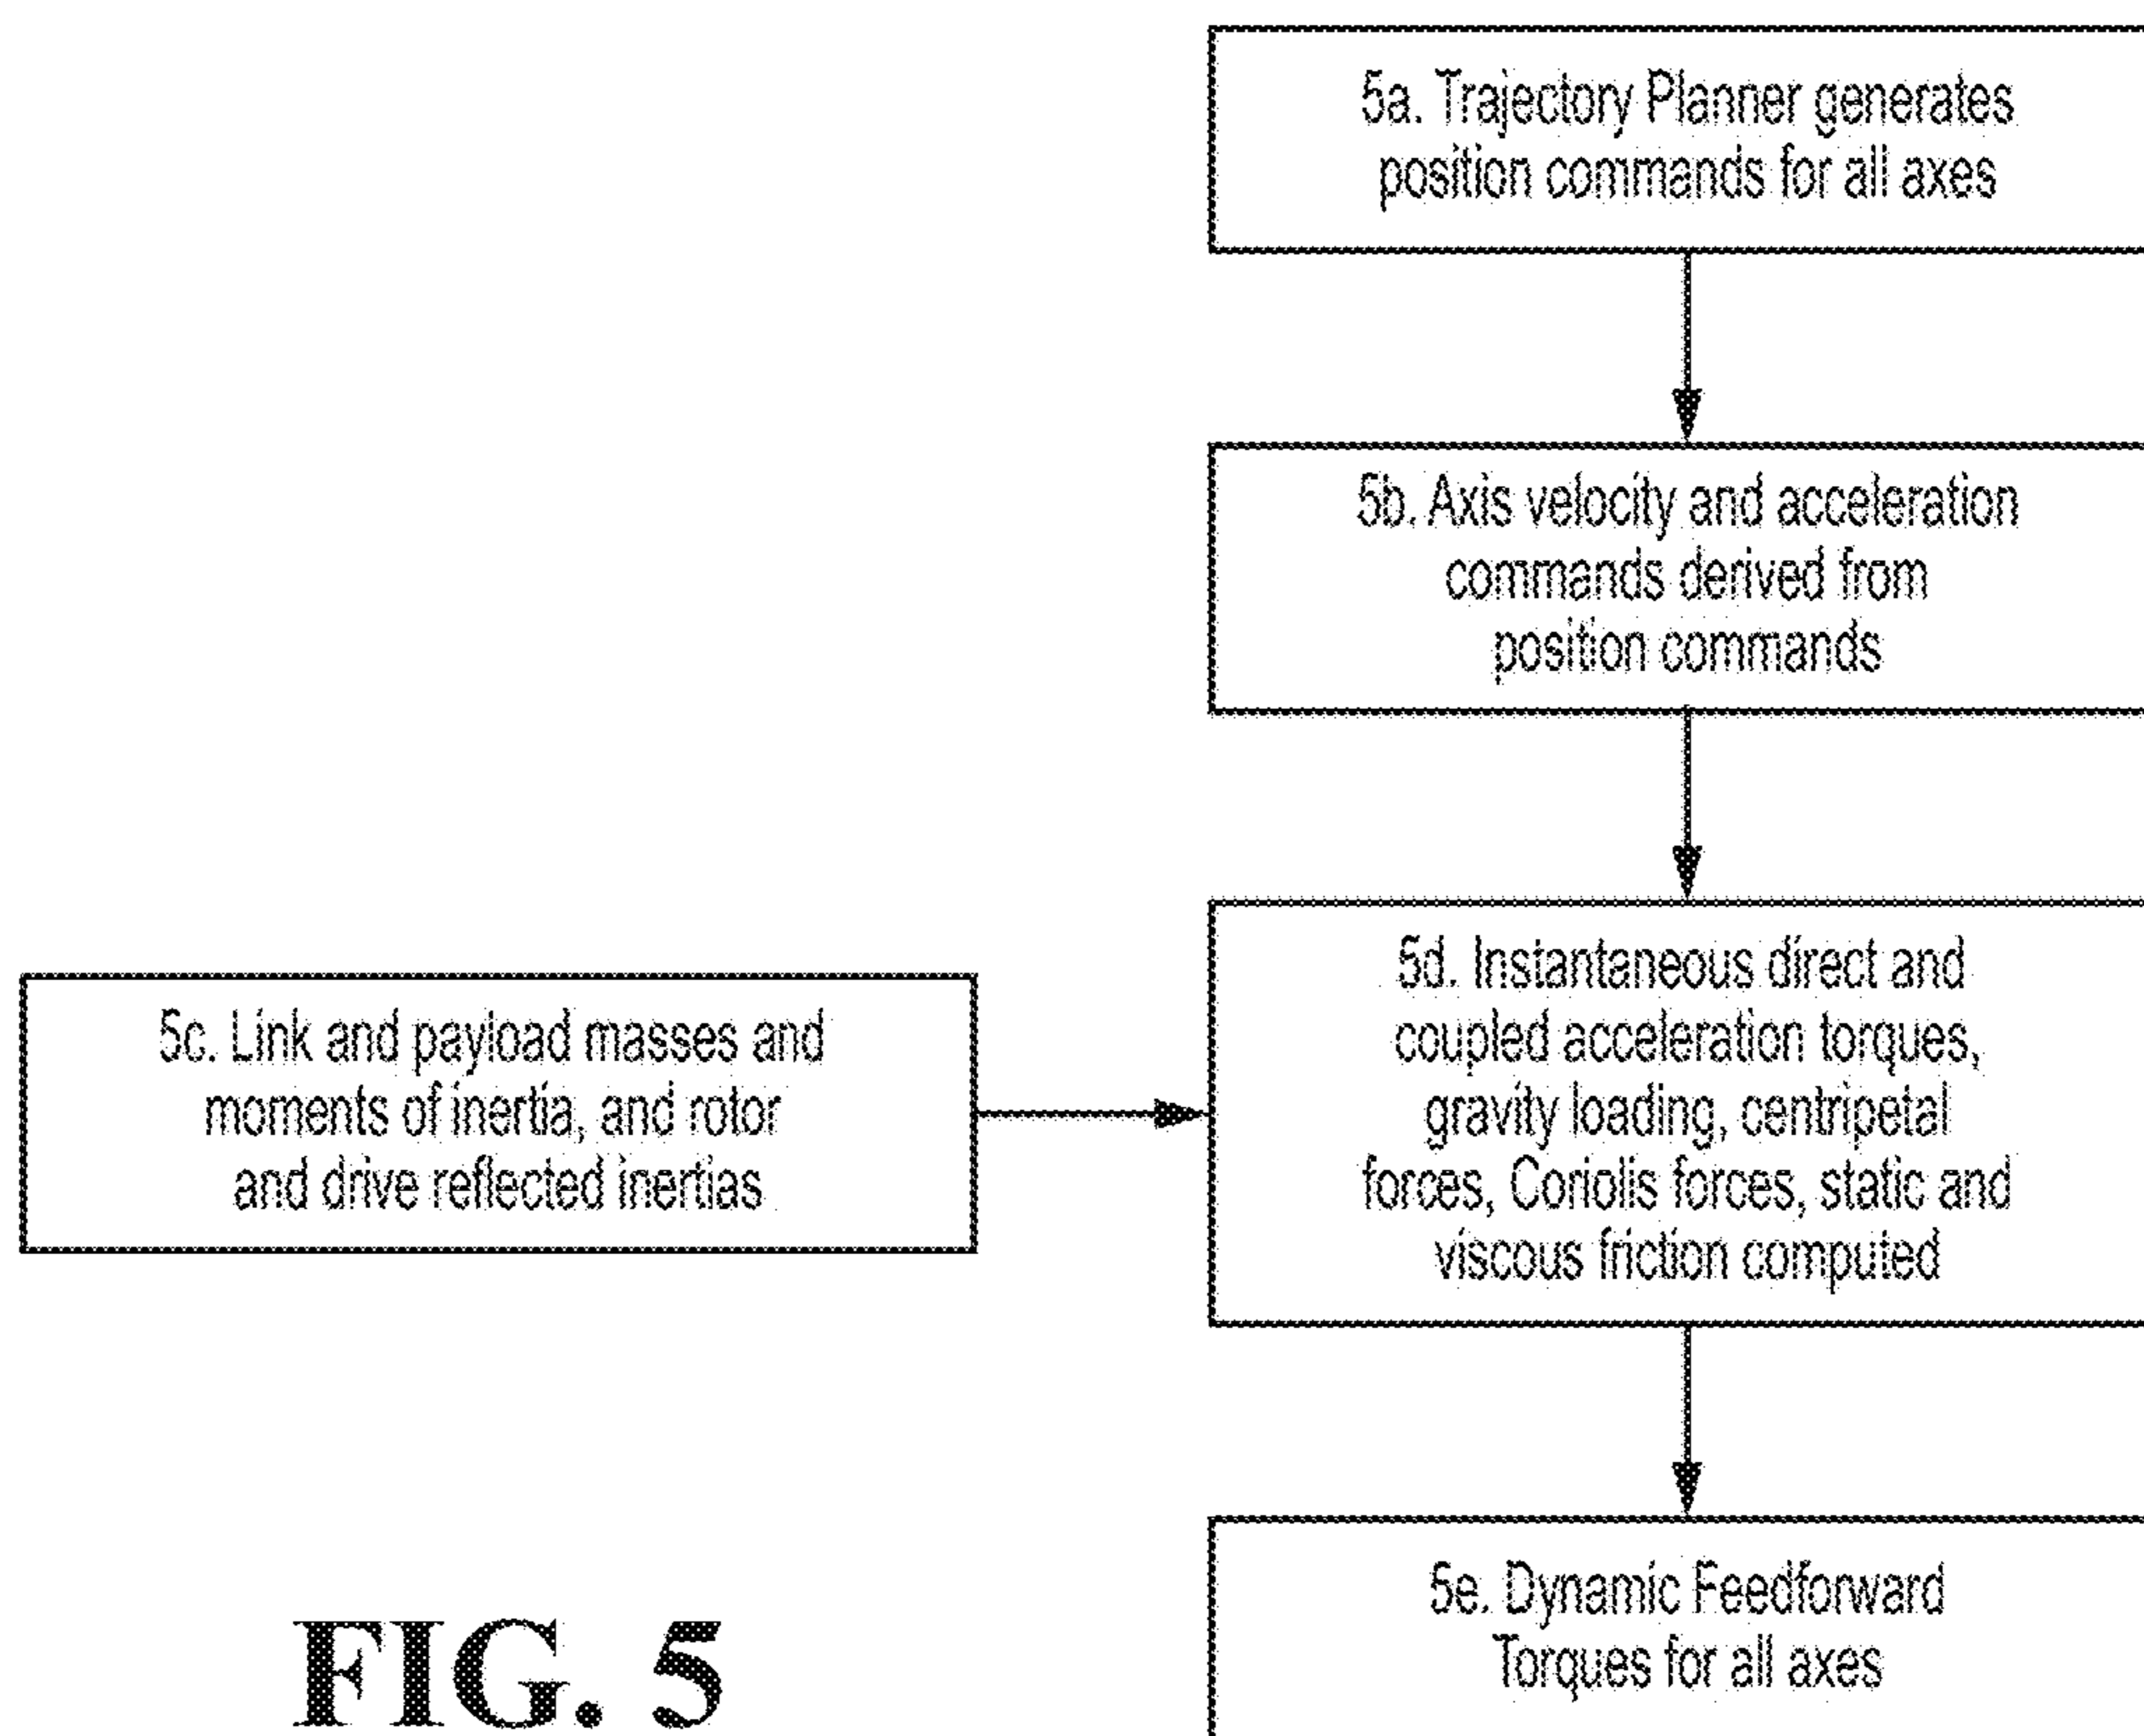 5a. Trajectory Planner generates
position commands for all axes
5b. Axis velocity and acceleration
commands derived from
position commands
5c. Link and payload masses and
moments of inertia, and rotor
and drive reflected inertias
5d. Instantaneous direct and
coupled acceleration torques,
gravity loading, centripetal
forces, Coriolis forces, static and
viscous friction computed
5e. Dynamic Feedforward
Torques for all axes
FIG. 5